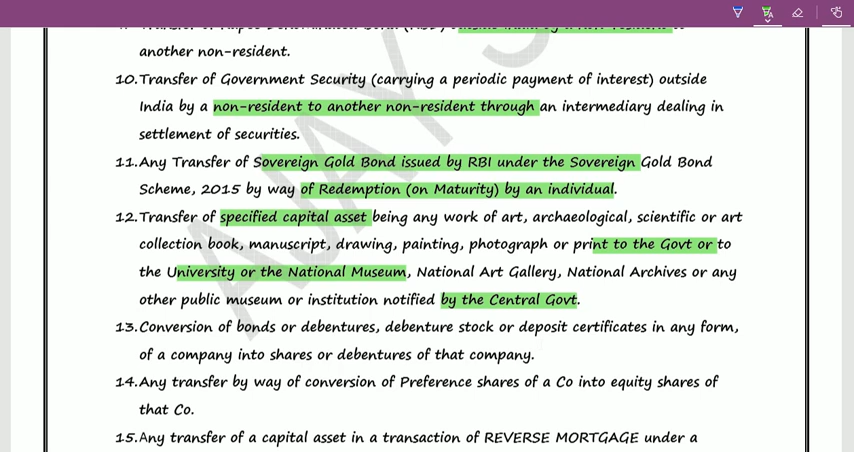 another non-resident.
10. Transfer of Government Security (carrying a periodic payment of interest) outside
India by a non-resident to another non-resident through an intermediary dealing in
settlement of securities.
11. Any Transfer of Sovereign Gold Bond issued by RBI under the Sovereign Gold Bond
Scheme, 2015 by way of Redemption (on Maturity) by an individual.
12. Transfer of specified capital asset being any work of art, archaeological, scientific or art
collection book, manuscript, drawing, painting, photograph or print to the Govt or to
the University or the National Museum, National Art Gallery, National Archives or any
other public museum or institution notified by the Central Govt.
13. Conversion of bonds or debentures, debenture stock or deposit certificates in any form,
of a company into shares or debentures of that company.
14. Any transfer by way of conversion of Preference shares of a Co into equity shares of
that Co.
15. Any transfer of a capital asset in a transaction of REVERSE MORTGAGE under a